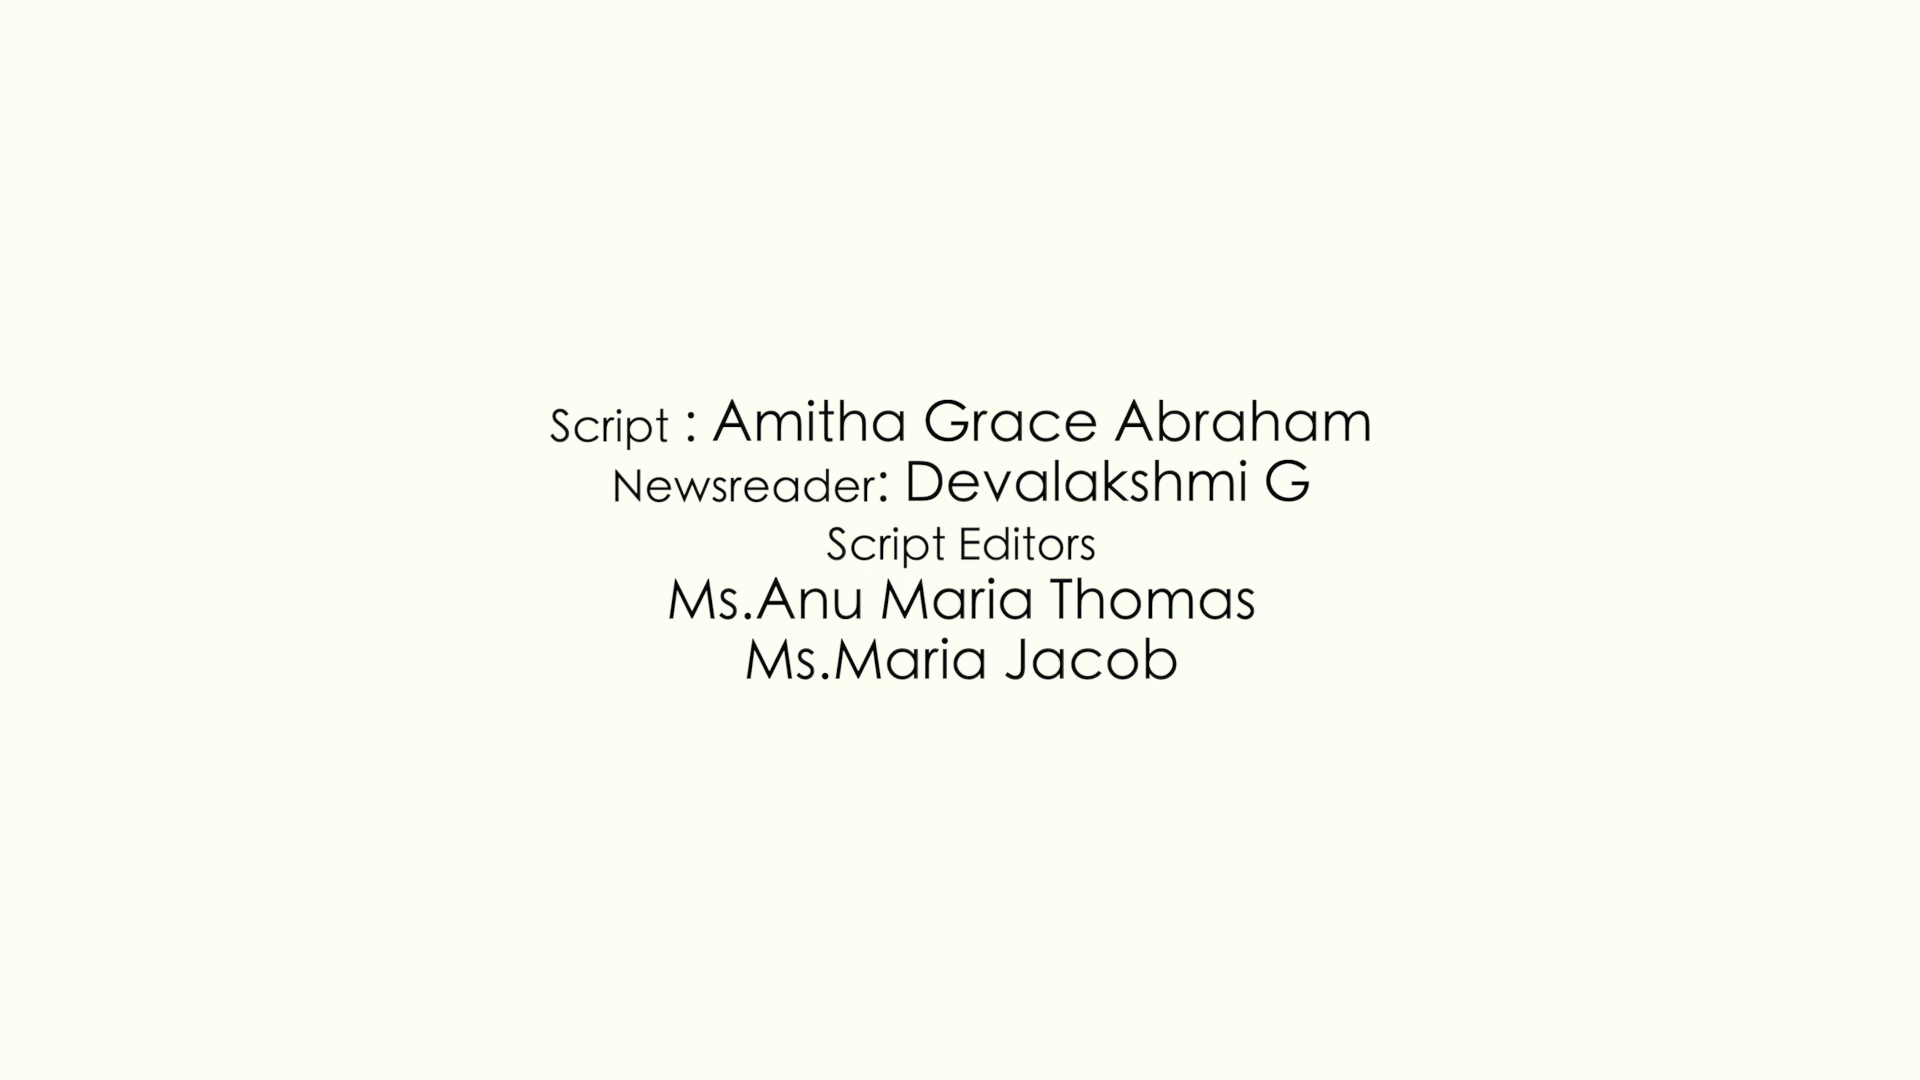 Script : Amitha Grace Abraham
Newsreader: Devalakshmi G
Script Editors
Ms.Anu Maria Thomas
Ms.Maria Jacob